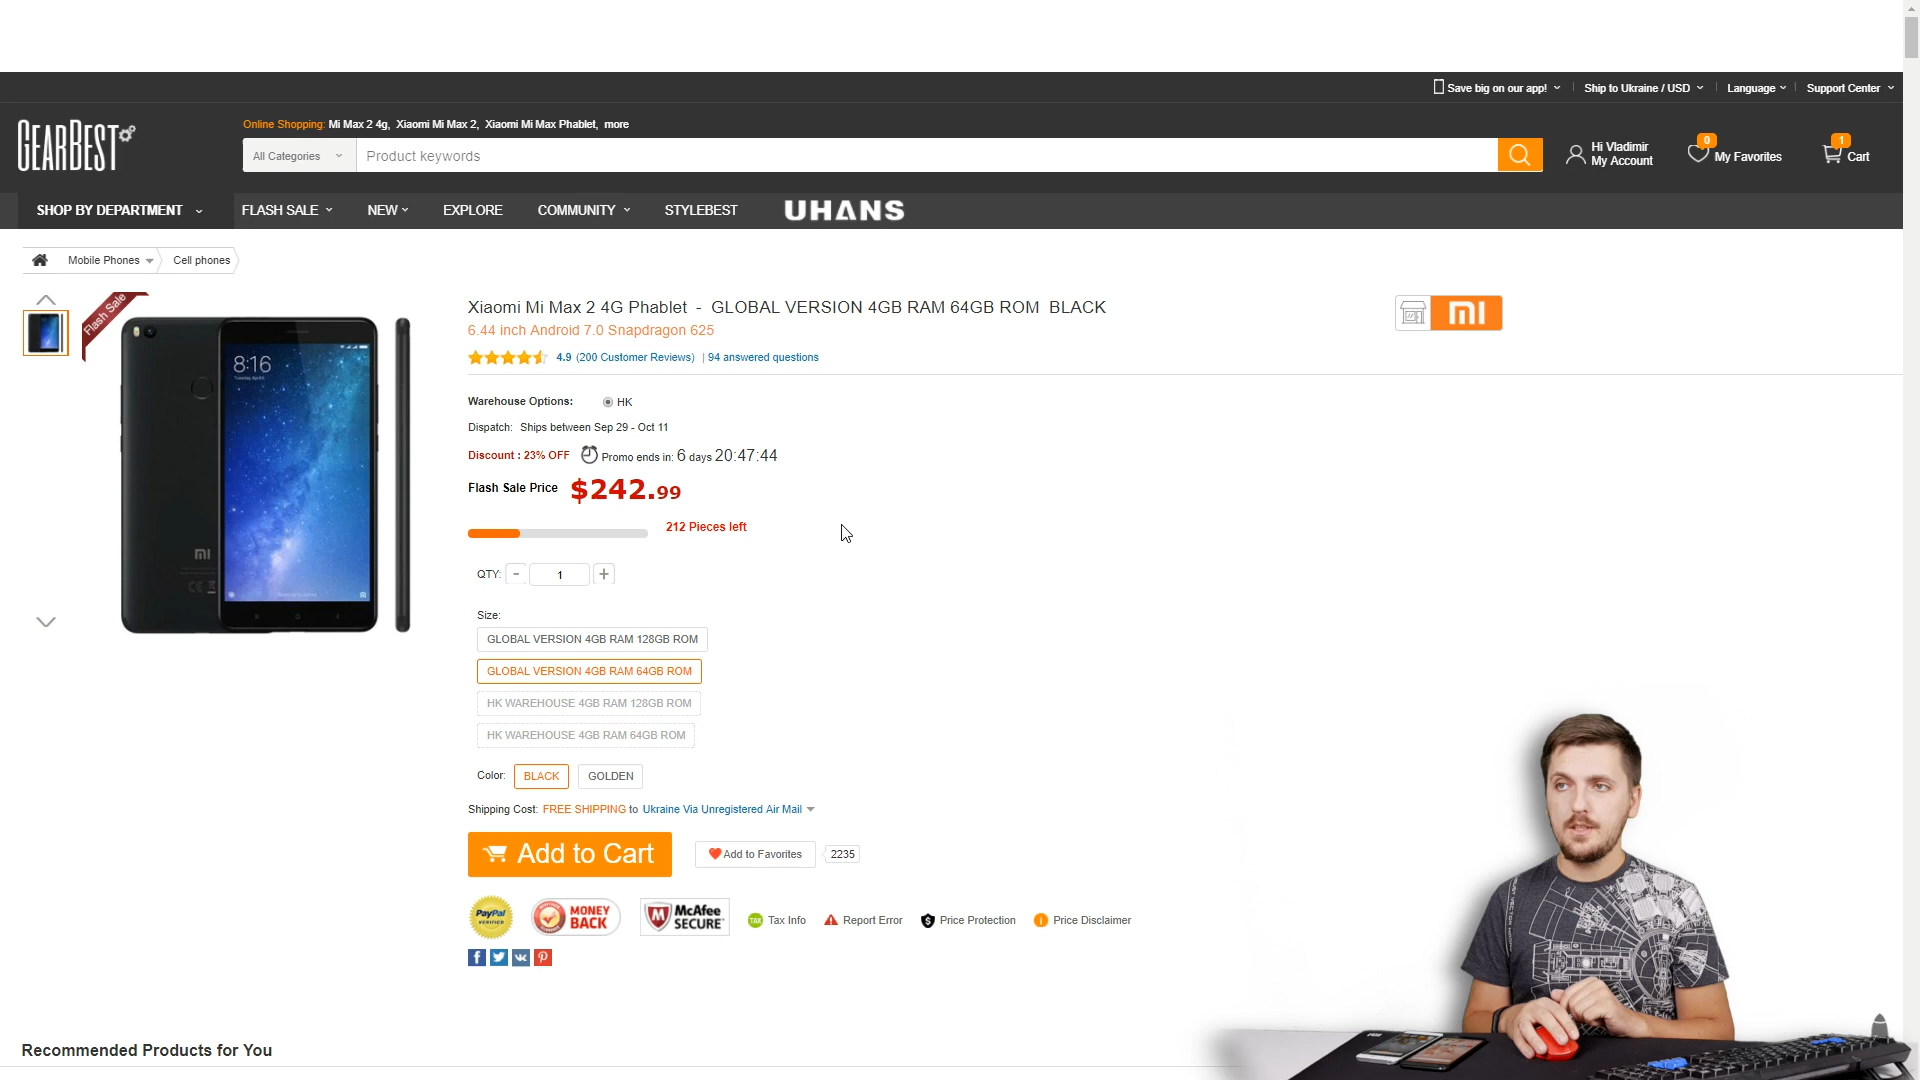 Save big on our app! Ship to Ukraine / USD Language Support Center
GEARBEST
Online Shopping: Mi Max 2 4g, Xiaomi Mi Max 2, Xiaomi Mi Max Phablet, more
All Categories Product keywords
Hi Vladimir
My Account
0
My Favorites
1
Cart
SHOP BY DEPARTMENT FLASH SALE NEW EXPLORE COMMUNITY STYLEBEST UHANS
Mobile Phones Cell phones
Flash Sale
8:16
mi
Xiaomi Mi Max 2 4G Phablet - GLOBAL VERSION 4GB RAM 64GB ROM BLACK
6.44 inch Android 7.0 Snapdragon 625
4.9 (200 Customer Reviews) | 94 answered questions
MI
Warehouse Options: HK
Dispatch: Ships between Sep 29 - Oct 11
Discount : 23% OFF Promo ends in: 6 days 20:47:44
Flash Sale Price $242.99
212 Pieces left
QTY: - 1 +
Size:
GLOBAL VERSION 4GB RAM 128GB ROM
GLOBAL VERSION 4GB RAM 64GB ROM
HK WAREHOUSE 4GB RAM 128GB ROM
HK WAREHOUSE 4GB RAM 64GB ROM
Color: BLACK GOLDEN
Shipping Cost: FREE SHIPPING to Ukraine Via Unregistered Air Mail
Add to Cart Add to Favorites 2235
PayPal VERIFIED
MONEY BACK
McAfee SECURE
TAX Tax Info Report Error Price Protection Price Disclaimer
Recommended Products for You